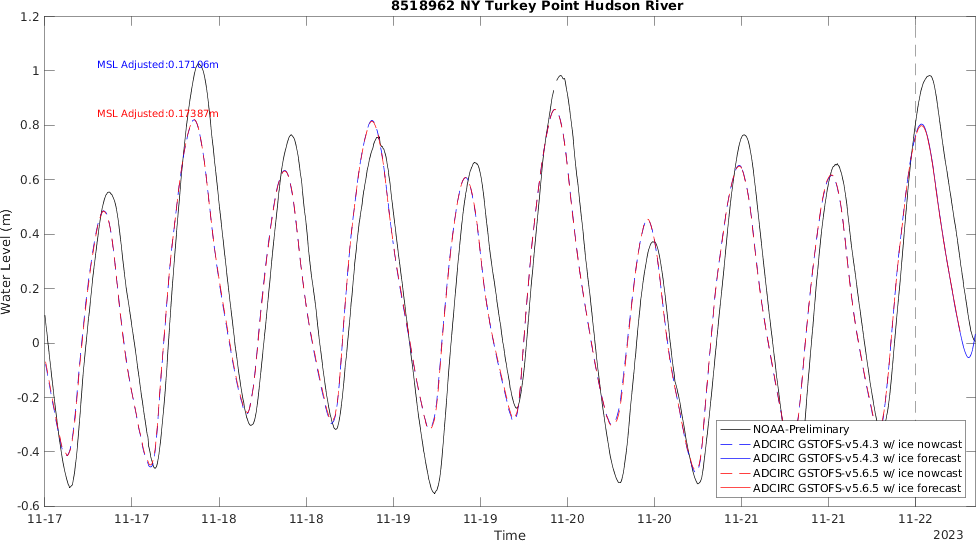 8518962 NY Turkey Point Hudson River
1.2
1
0.8
0.6
0.4
0.2
0
-0.2
-0.4
-0.6
Water Level (m)
MSL Adjusted:0.17106m
MSL Adjusted:0.17387m
NOAA-Preliminary
ADCIRC GSTOFS-v5.4.3 w/ ice nowcast
ADCIRC GSTOFS-v5.4.3 w/ ice forecast
ADCIRC GSTOFS-v5.6.5 w/ ice nowcast
ADCIRC GSTOFS-v5.6.5 w/ ice forecast
11-17 11-17 11-18 11-18 11-19 11-19 11-20 11-20 11-21 11-21 11-22
Time
2023